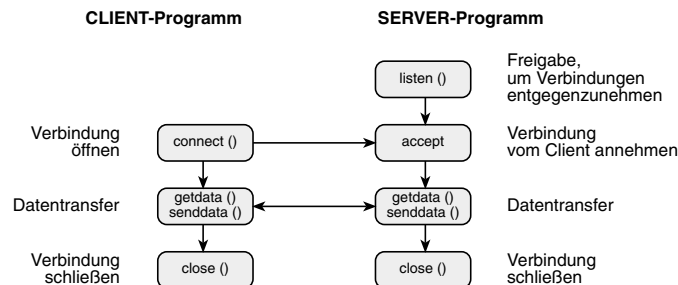 CLIENT-Programm
SERVER-Programm
listen ()
Freigabe,
um Verbindungen
entgegenzunehmen
Verbindung
öffnen
connect ()
accept
Verbindung
vom Client annehmen
Datentransfer
getdata ()
senddata ()
getdata ()
senddata ()
Datentransfer
Verbindung
schließen
close ()
close ()
Verbindung
schließen